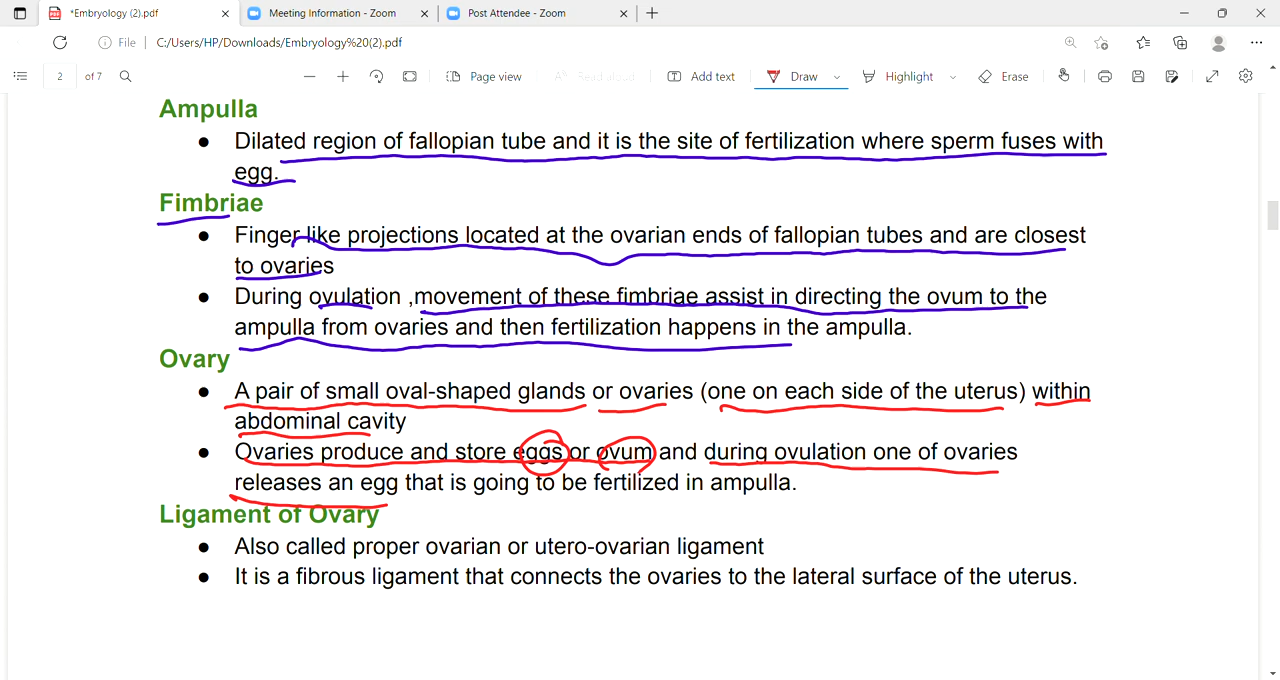 *Embryology (2).pdf
Meeting Information - Zoom
Post Attendee - Zoom
File
C:/Users/HP/Downloads/Embryology%20(2).pdf
2 of 7
Page view
Read aloud
Add text
Draw
Highlight
Erase
Ampulla
● Dilated region of fallopian tube and it is the site of fertilization where sperm fuses with
egg.
Fimbriae
● Finger like projections located at the ovarian ends of fallopian tubes and are closest
to ovaries
● During ovulation ,movement of these fimbriae assist in directing the ovum to the
ampulla from ovaries and then fertilization happens in the ampulla.
Ovary
● A pair of small oval-shaped glands or ovaries (one on each side of the uterus) within
abdominal cavity
● Ovaries produce and store eggs or ovum and during ovulation one of ovaries
releases an egg that is going to be fertilized in ampulla.
Ligament of Ovary
● Also called proper ovarian or utero-ovarian ligament
● It is a fibrous ligament that connects the ovaries to the lateral surface of the uterus.